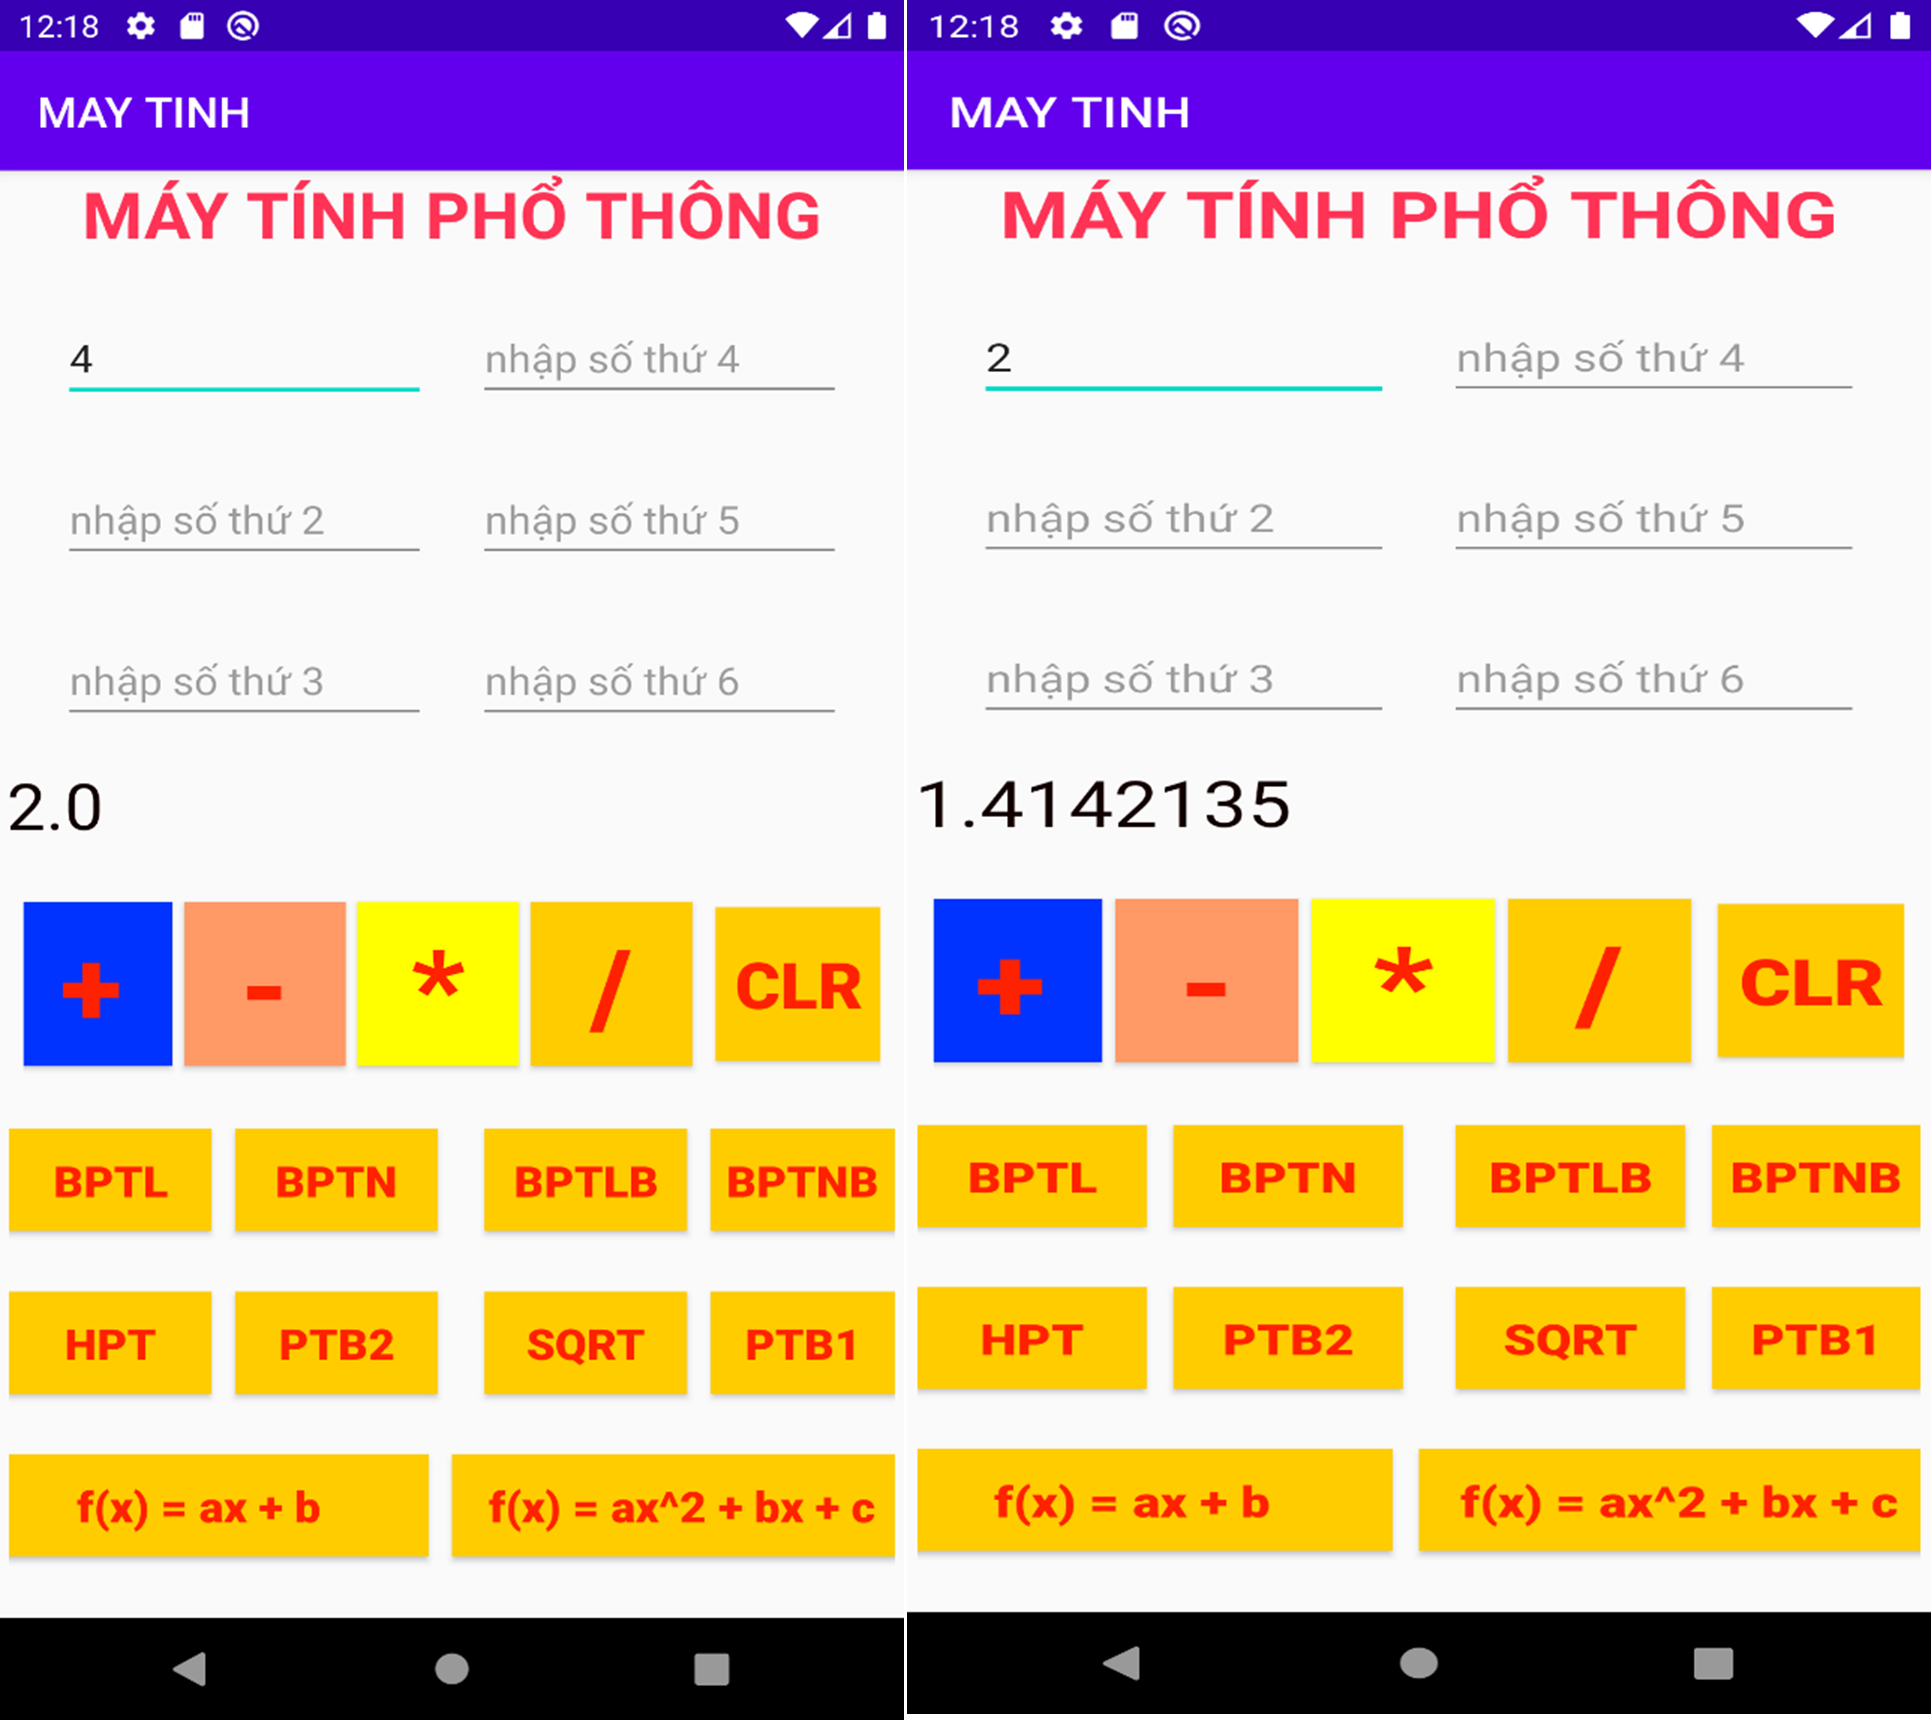 12:18
MAY TINH
MÁY TÍNH PHỔ THÔNG
4 nhập số thứ 4
nhập số thứ 2 nhập số thứ 5
nhập số thứ 3 nhập số thứ 6
2.0
+ - * / CLR
BPTL BPTN BPTLB BPTNB
HPT PTB2 SQRT PTB1
f(x) = ax + b f(x) = ax^2 + bx + c
12:18
MAY TINH
MÁY TÍNH PHỔ THÔNG
2 nhập số thứ 4
nhập số thứ 2 nhập số thứ 5
nhập số thứ 3 nhập số thứ 6
1.4142135
+ - * / CLR
BPTL BPTN BPTLB BPTNB
HPT PTB2 SQRT PTB1
f(x) = ax + b f(x) = ax^2 + bx + c